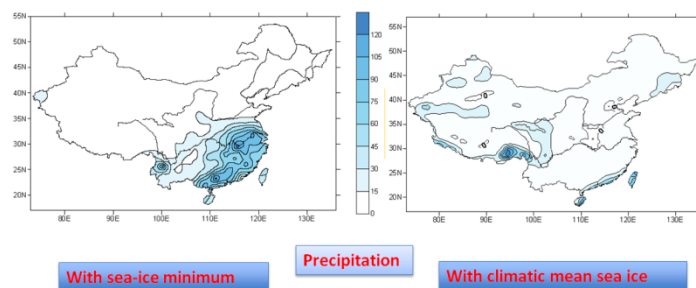 55N
50N
45N
40N
35N
30N
25N
20N
80E 90E 100E 110E 120E 130E
120
105
90
75
60
45
30
15
0
55N
50N
45N
40N
35N
30N
25N
20N
80E 90E 100E 110E 120E 130E
Precipitation
With sea-ice minimum
With climatic mean sea ice